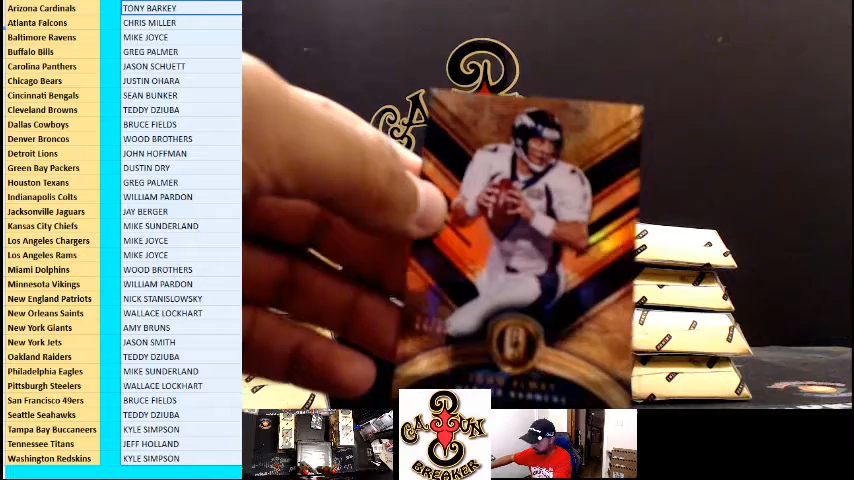 Arizona Cardinals TONY BARKEY
Atlanta Falcons CHRIS MILLER
Baltimore Ravens MIKE JOYCE
Buffalo Bills GREG PALMER
Carolina Panthers JASON SCHUETT
Chicago Bears JUSTIN OHARA
Cincinnati Bengals SEAN BUNKER
Cleveland Browns TEDDY DZIUBA
Dallas Cowboys BRUCE FIELDS
Denver Broncos WOOD BROTHERS
Detroit Lions JOHN HOFFMAN
Green Bay Packers DUSTIN DRY
Houston Texans GREG PALMER
Indianapolis Colts WILLIAM PARDON
Jacksonville Jaguars JAY BERGER
Kansas City Chiefs MIKE SUNDERLAND
Los Angeles Chargers MIKE JOYCE
Los Angeles Rams MIKE JOYCE
Miami Dolphins WOOD BROTHERS
Minnesota Vikings WILLIAM PARDON
New England Patriots NICK STANISLOWSKY
New Orleans Saints WALLACE LOCKHART
New York Giants AMY BRUNS
New York Jets JASON SMITH
Oakland Raiders TEDDY DZIUBA
Philadelphia Eagles MIKE SUNDERLAND
Pittsburgh Steelers WALLACE LOCKHART
San Francisco 49ers BRUCE FIELDS
Seattle Seahawks TEDDY DZIUBA
Tampa Bay Buccaneers KYLE SIMPSON
Tennessee Titans JEFF HOLLAND
Washington Redskins KYLE SIMPSON
CAJUN
BREAKER